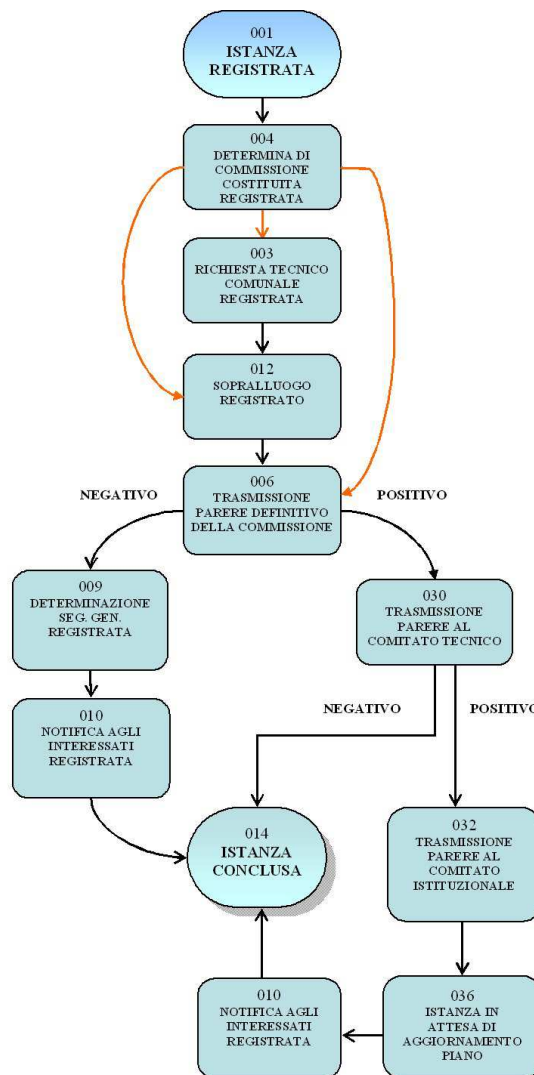 001
ISTANZA
REGISTRATA
004
DETERMINA DI
COMMISSIONE
COSTITUITA
REGISTRATA
003
RICHIESTA TECNICO
COMUNALE
REGISTRATA
012
SOPRALLUOGO
REGISTRATO
006
TRASMISSIONE
PARERE DEFINITIVO
DELLA COMMISSIONE
NEGATIVO
POSITIVO
009
DETERMINAZIONE
SEG. GEN.
REGISTRATA
030
TRASMISSIONE
PARERE AL
COMITATO TECNICO
010
NOTIFICA AGLI
INTERESSATI
REGISTRATA
NEGATIVO
POSITIVO
014
ISTANZA
CONCLUSA
032
TRASMISSIONE
PARERE AL
COMITATO
ISTITUZIONALE
010
NOTIFICA AGLI
INTERESSATI
REGISTRATA
036
ISTANZA IN
ATTESA DI
AGGIORNAMENTO
PIANO